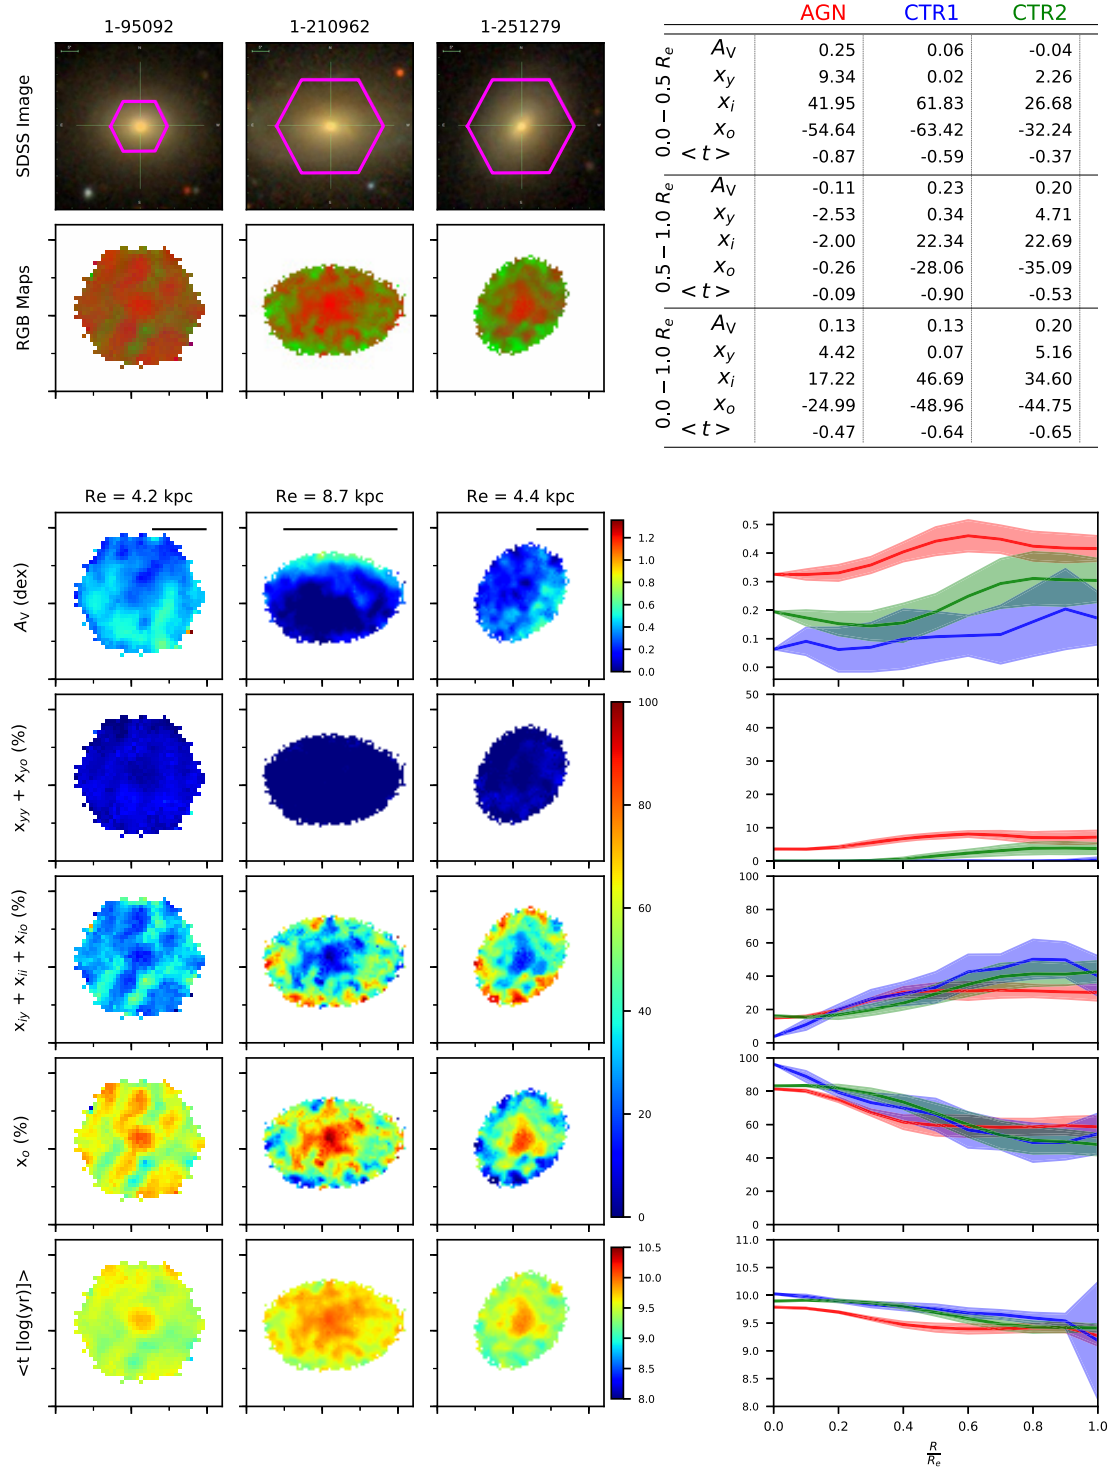 1-95092 1-210962 1-251279
SDSS Image
RGB Maps
AGN CTR1 CTR2
0.0 − 0.5 Re
AV 0.25 0.06 -0.04
xy 9.34 0.02 2.26
xi 41.95 61.83 26.68
xo -54.64 -63.42 -32.24
< t > -0.87 -0.59 -0.37
0.5 − 1.0 Re
AV -0.11 0.23 0.20
xy -2.53 0.34 4.71
xi -2.00 22.34 22.69
xo -0.26 -28.06 -35.09
< t > -0.09 -0.90 -0.53
0.0 − 1.0 Re
AV 0.13 0.13 0.20
xy 4.42 0.07 5.16
xi 17.22 46.69 34.60
xo -24.99 -48.96 -44.75
< t > -0.47 -0.64 -0.65
Re = 4.2 kpc Re = 8.7 kpc Re = 4.4 kpc
AV (dex)
1.2
1.0
0.8
0.6
0.4
0.2
0.0
0.5
0.4
0.3
0.2
0.1
0.0
xyy + xyo (%)
100
80
60
40
20
0
50
40
30
20
10
0
xiy + xii + xio (%)
100
80
60
40
20
0
xo (%)
100
80
60
40
20
0
<t [log(yr)]>
10.5
10.0
9.5
9.0
8.5
8.0
11.0
10.5
10.0
9.5
9.0
8.5
8.0
0.0 0.2 0.4 0.6 0.8 1.0
R
Re